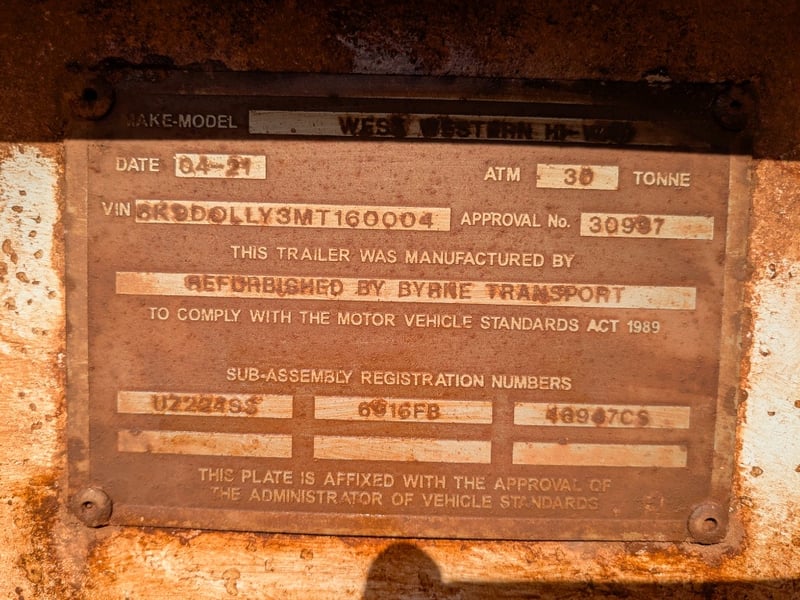 MAKE-MODEL WESTERN
DATE 04-21 ATM 30 TONNE
VIN 6K9DOLLY3MT160004 APPROVAL No. 30997
THIS TRAILER WAS MANUFACTURED BY
REFURBISHED BY BYRNE TRANSPORT
TO COMPLY WITH THE MOTOR VEHICLE STANDARDS ACT 1989
SUB-ASSEMBLY REGISTRATION NUMBERS
THIS PLATE IS AFFIXED WITH THE APPROVAL OF
THE ADMINISTRATOR OF VEHICLE STANDARDS